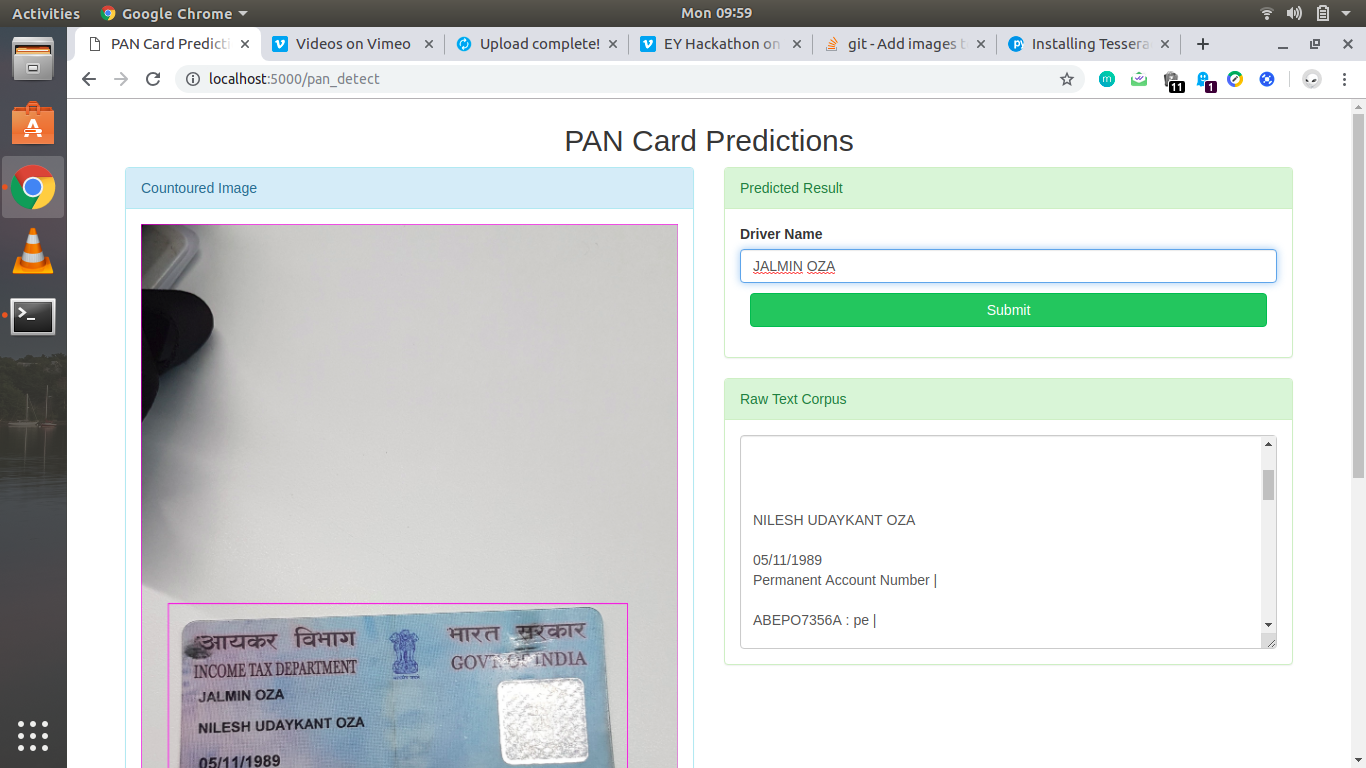 Activities
Google Chrome
Mon 09:59
PAN Card Predicti
Videos on Vimeo
Upload complete!
EY Hackathon on
git - Add images t
Installing Tessera
localhost:5000/pan_detect
11
1
PAN Card Predictions
Countoured Image
आयकर विभाग
भारत सरकार
INCOME TAX DEPARTMENT
GOVT. OF INDIA
JALMIN OZA
NILESH UDAYKANT OZA
05/11/1989
Predicted Result
Driver Name
JALMIN OZA
Submit
Raw Text Corpus
NILESH UDAYKANT OZA
05/11/1989
Permanent Account Number |
ABEPO7356A : pe |